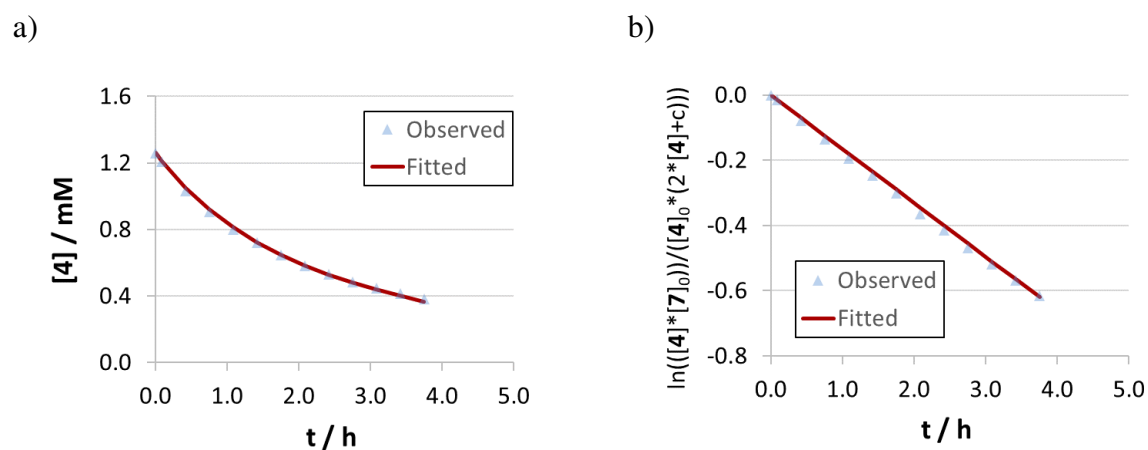 a)
[4] / mM
1.6
1.2
0.8
0.4
0.0
Observed
Fitted
0.0 1.0 2.0 3.0 4.0 5.0
t / h
b)
ln(([4]*[7]₀))/([4]₀*(2*[4]+c)))
0.0
-0.2
-0.4
-0.6
-0.8
Observed
Fitted
0.0 1.0 2.0 3.0 4.0 5.0
t / h